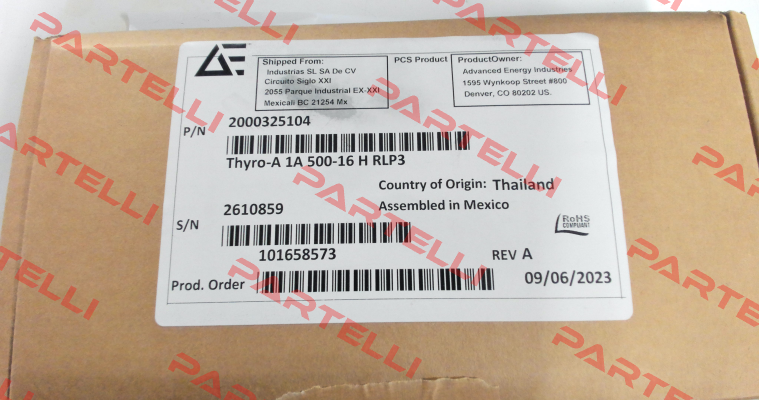 AE
Shipped From:
Industrias SL SA De CV
Circuito Siglo XXI
2055 Parque Industrial EX-XXI
Mexicali BC 21254 Mx
PCS Product
ProductOwner:
Advanced Energy Industries
1595 Wynkoop Street #800
Denver, CO 80202 US.
P/N
2000325104
Thyro-A 1A 500-16 H RLP3
Country of Origin: Thailand
Assembled in Mexico
S/N
2610859
RoHS
COMPLIANT
101658573
REV A
Prod. Order
09/06/2023
PARTELLI
PARTELLI
PARTELLI
PARTELLI
PARTELLI
PARTELLI
PARTELLI
PARTELLI